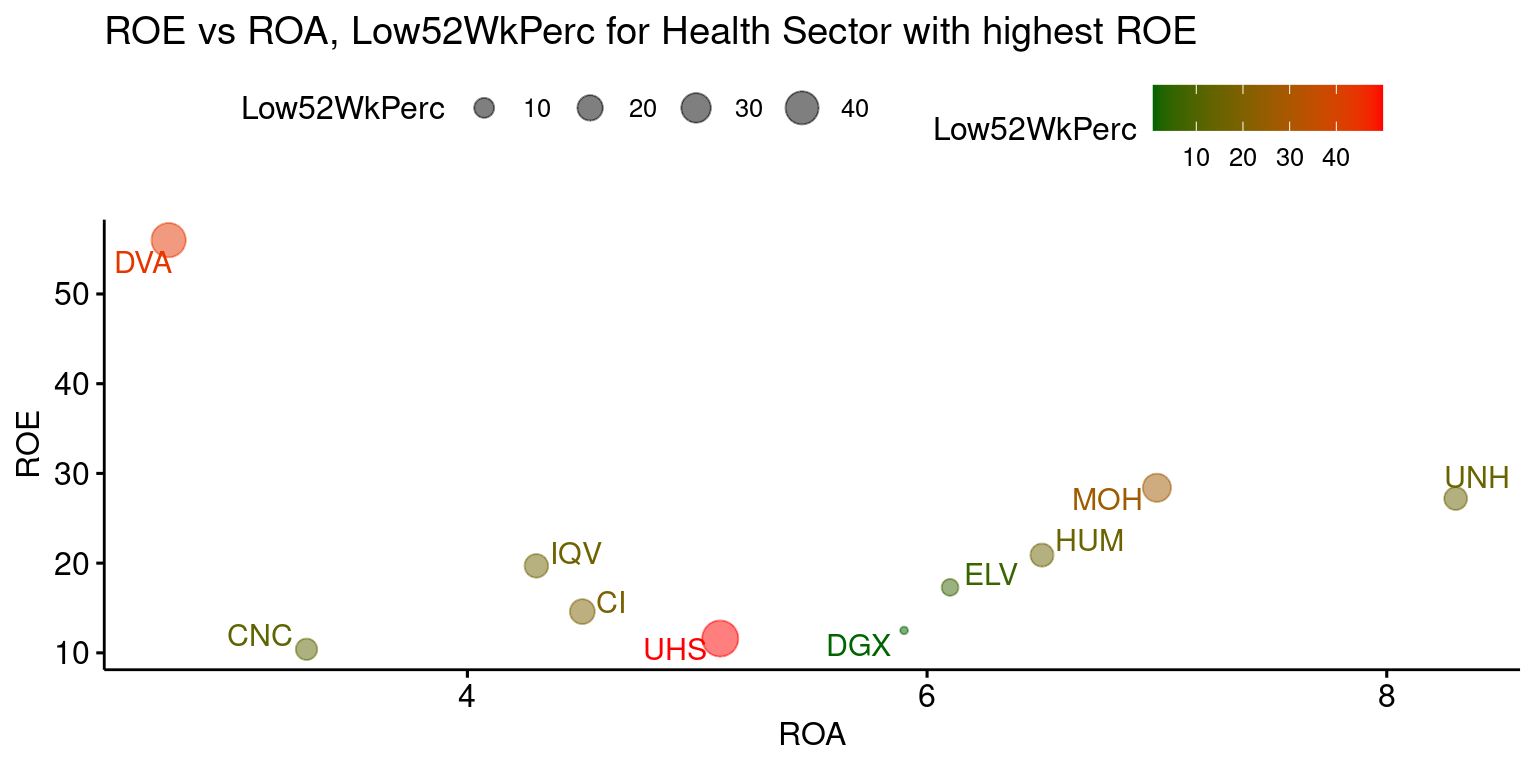 ROE vs ROA, Low52WkPerc for Health Sector with highest ROE
Low52WkPerc 10 20 30 40
Low52WkPerc
10 20 30 40
DVA
50
40
30
20
10
ROE
UNH
MOH
HUM
IQV
ELV
CI
CNC
UHS
DGX
4 6 8
ROA